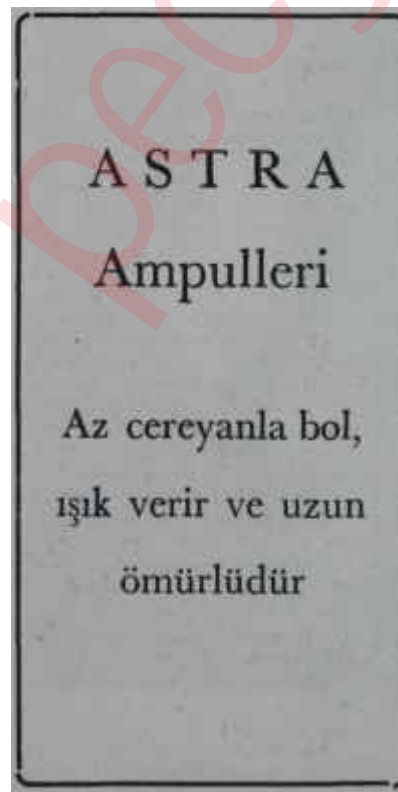 A S T R A
Ampulleri
Az cereyanla bol,
ışık verir ve uzun
ömürlüdür